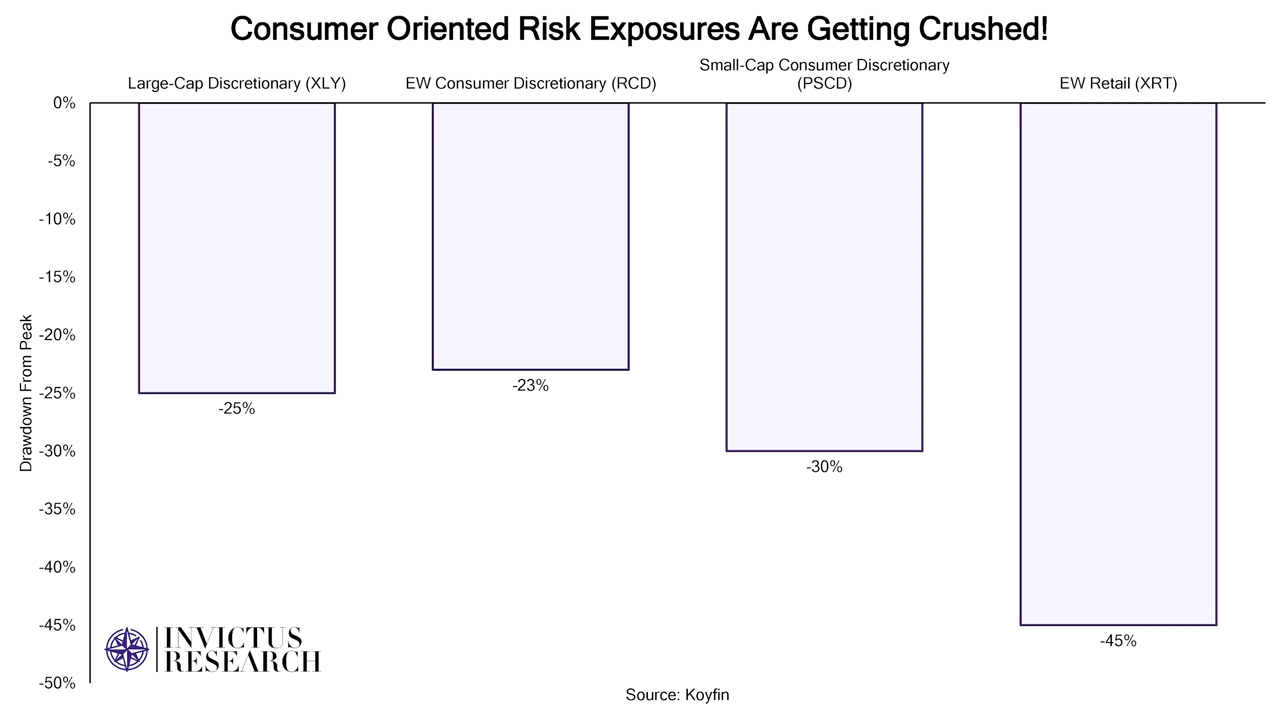 Consumer Oriented Risk Exposures Are Getting Crushed!
Large-Cap Discretionary (XLY)
EW Consumer Discretionary (RCD)
Small-Cap Consumer Discretionary
(PSCD)
EW Retail (XRT)
0%
-5%
-10%
-15%
-20%
-25%
-30%
-35%
-40%
-45%
-50%
Drawdown From Peak
-25%
-23%
-30%
-45%
INVICTUS
RESEARCH
Source: Koyfin